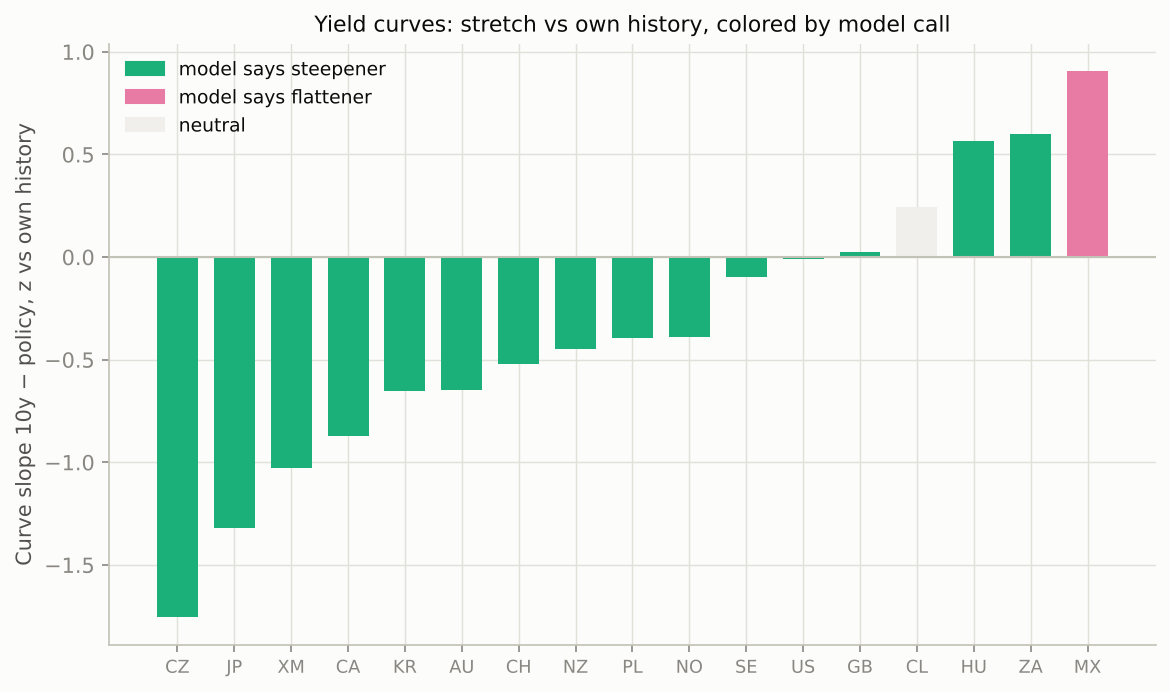 Yield curves: stretch vs own history, colored by model call
model says steepener
model says flattener
neutral
Curve slope 10y − policy, z vs own history
1.0
0.5
0.0
−0.5
−1.0
−1.5
CZ JP XM CA KR AU CH NZ PL NO SE US GB CL HU ZA MX